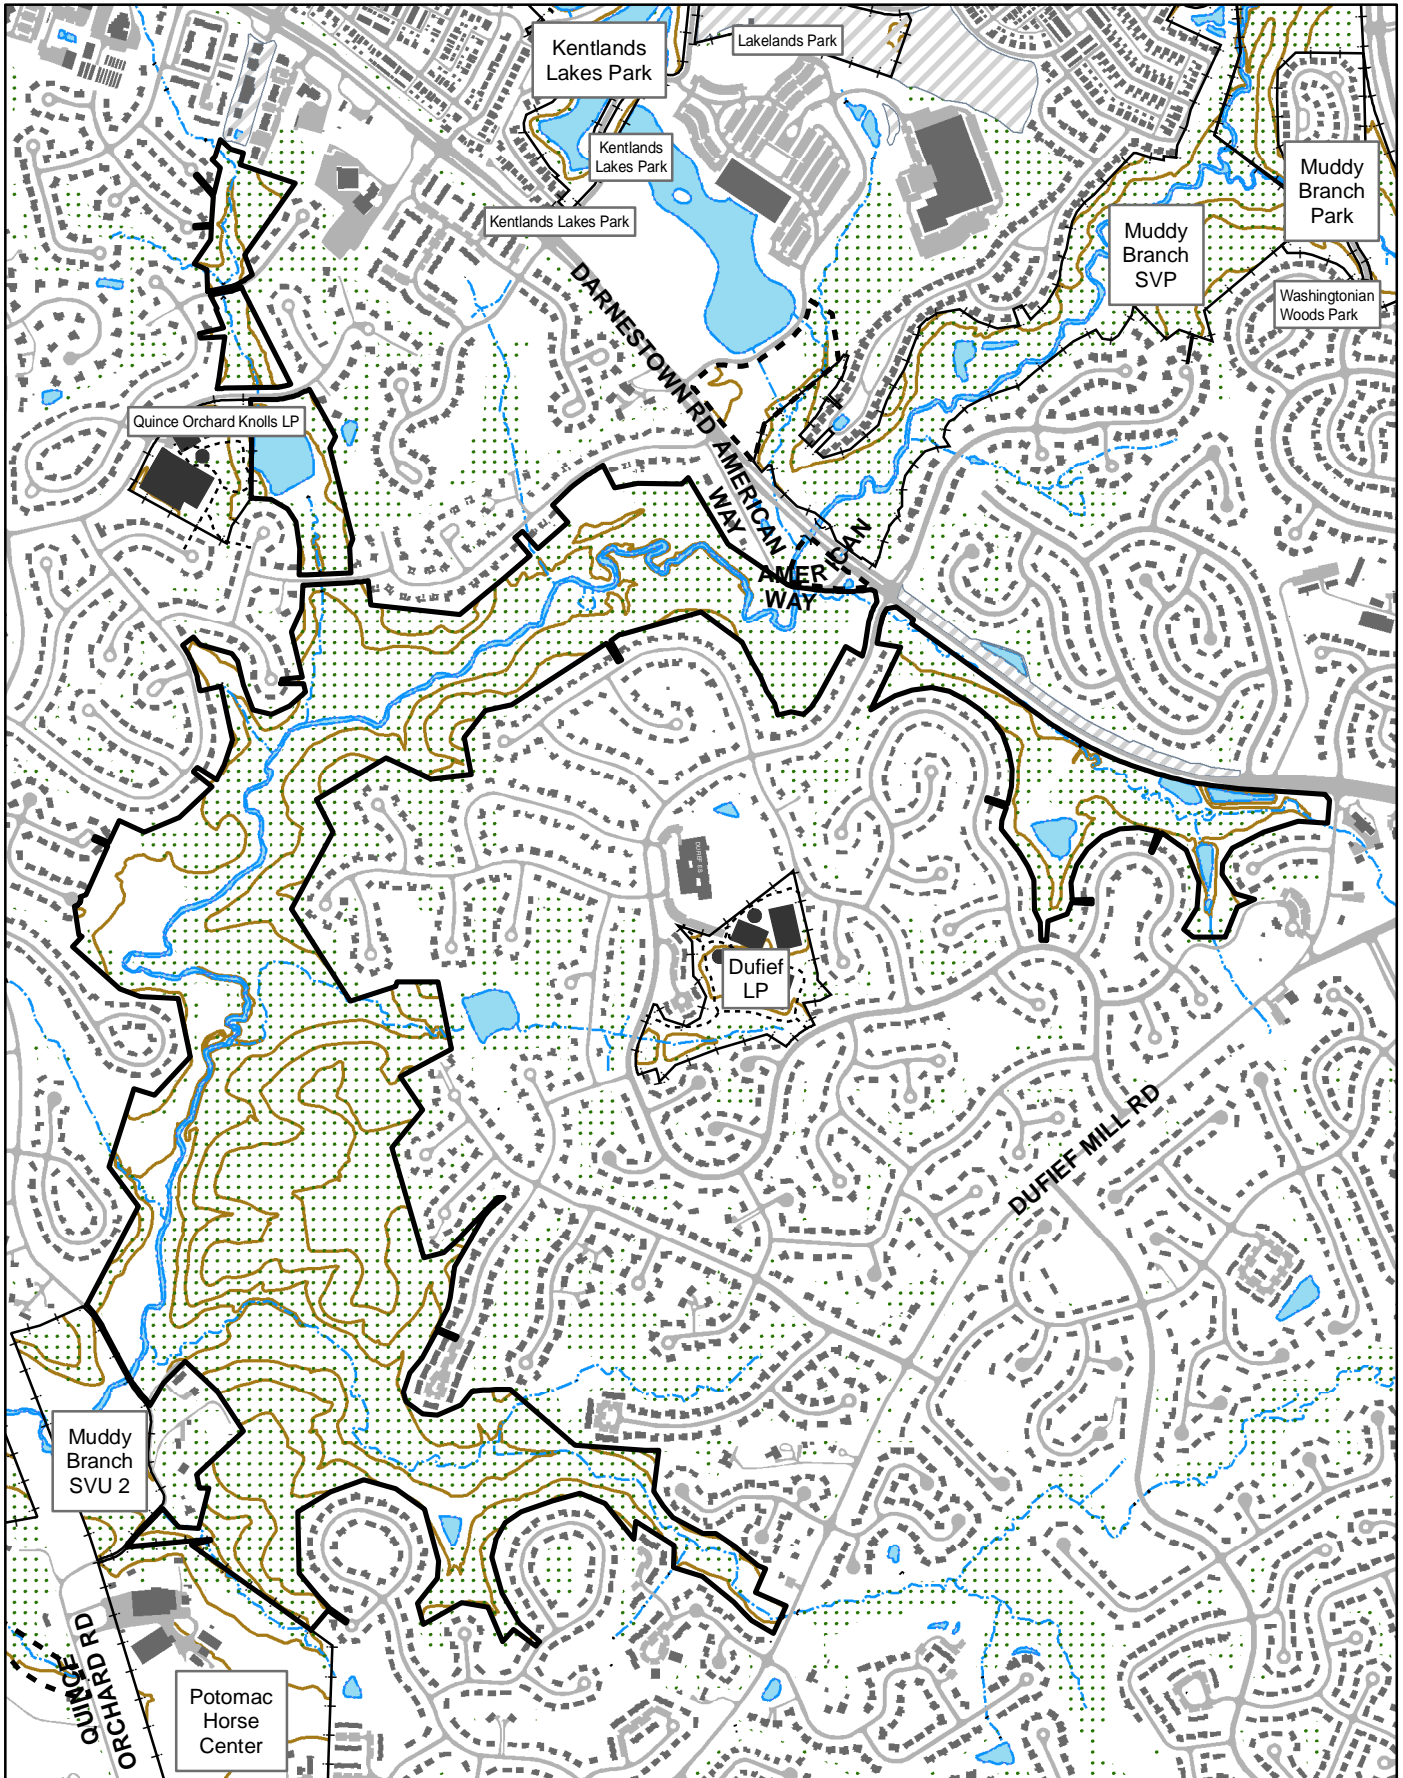 Kentlands
Lakes Park
Lakelands Park
Kentlands
Lakes Park
Kentlands Lakes Park
Muddy
Branch
Park
Muddy
Branch
SVP
Washingtonian
Woods Park
DARNESTOWN RD
AMERICAN
WAY
AMERICAN
WAY
Quince Orchard Knolls LP
DUFIEF ES
Dufief
LP
DUFIEF MILL RD
Muddy
Branch
SVU 2
QUINCE
ORCHARD RD
Potomac
Horse
Center